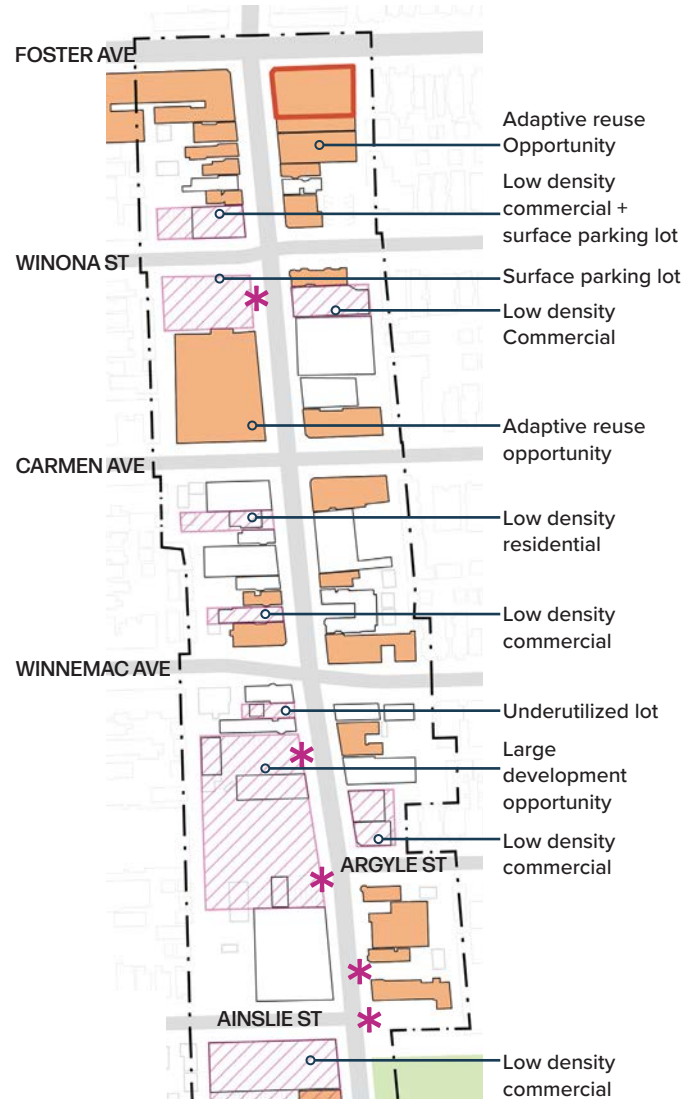 FOSTER AVE
Adaptive reuse
Opportunity
Low density
commercial +
surface parking lot
WINONA ST
Surface parking lot
Low density
Commercial
Adaptive reuse
opportunity
CARMEN AVE
Low density
residential
Low density
commercial
WINNEMAC AVE
Underutilized lot
Large
development
opportunity
Low density
commercial
ARGYLE ST
AINSLIE ST
Low density
commercial